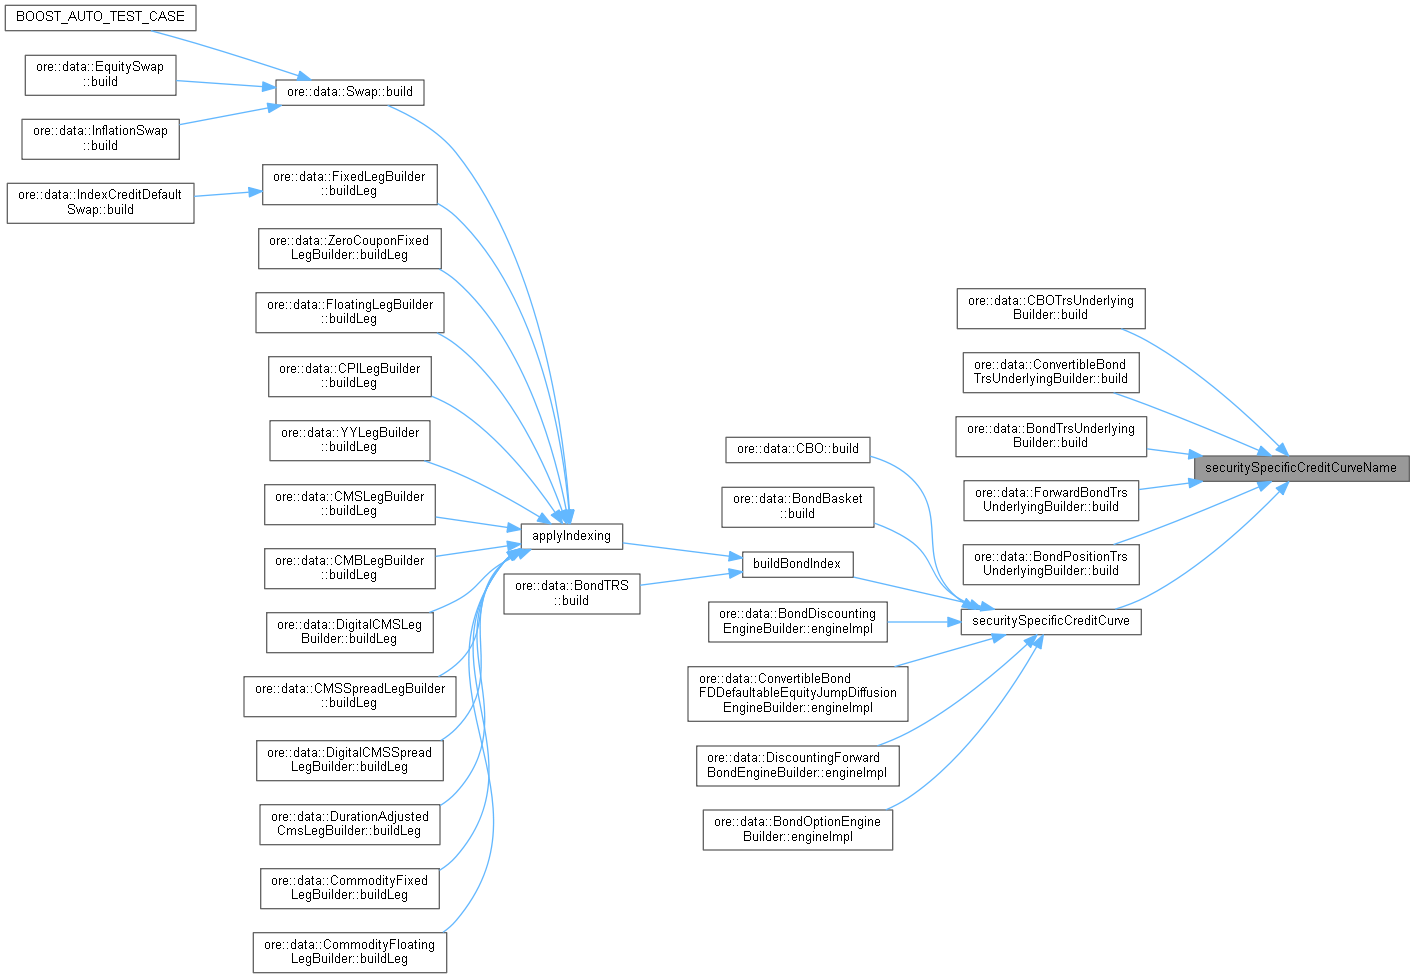 BOOST_AUTO_TEST_CASE
ore::data::EquitySwap
::build
ore::data::Swap::build
ore::data::InflationSwap
::build
ore::data::IndexCreditDefault
Swap::build
ore::data::FixedLegBuilder
::buildLeg
ore::data::ZeroCouponFixed
LegBuilder::buildLeg
ore::data::FloatingLegBuilder
::buildLeg
ore::data::CPILegBuilder
::buildLeg
ore::data::YYLegBuilder
::buildLeg
ore::data::CMSLegBuilder
::buildLeg
ore::data::CMBLegBuilder
::buildLeg
ore::data::DigitalCMSLeg
Builder::buildLeg
ore::data::CMSSpreadLegBuilder
::buildLeg
ore::data::DigitalCMSSpread
LegBuilder::buildLeg
ore::data::DurationAdjusted
CmsLegBuilder::buildLeg
ore::data::CommodityFixed
LegBuilder::buildLeg
ore::data::CommodityFloating
LegBuilder::buildLeg
applyIndexing
ore::data::BondTRS
::build
ore::data::CBO::build
ore::data::BondBasket
::build
buildBondIndex
ore::data::BondDiscounting
EngineBuilder::engineImpl
ore::data::ConvertibleBond
FDDefaultableEquityJumpDiffusion
EngineBuilder::engineImpl
ore::data::DiscountingForward
BondEngineBuilder::engineImpl
ore::data::BondOptionEngine
Builder::engineImpl
ore::data::CBOTrsUnderlying
Builder::build
ore::data::ConvertibleBond
TrsUnderlyingBuilder::build
ore::data::BondTrsUnderlying
Builder::build
ore::data::ForwardBondTrs
UnderlyingBuilder::build
ore::data::BondPositionTrs
UnderlyingBuilder::build
securitySpecificCreditCurve
securitySpecificCreditCurveName